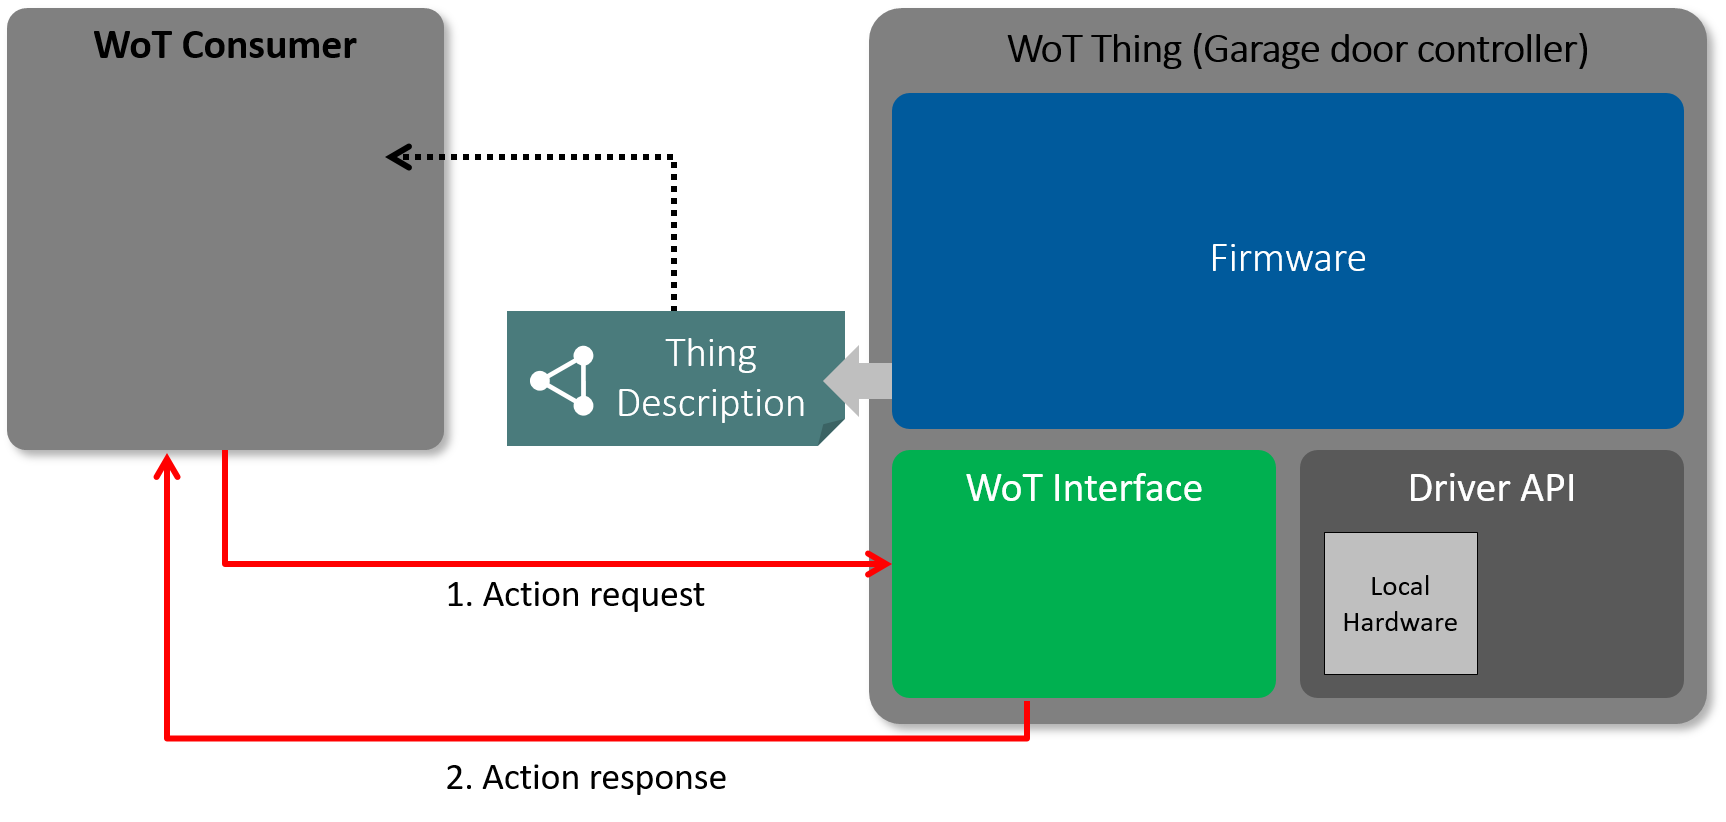 WoT Consumer
WoT Thing (Garage door controller)
Firmware
Thing
Description
WoT Interface
Driver API
Local
Hardware
1. Action request
2. Action response